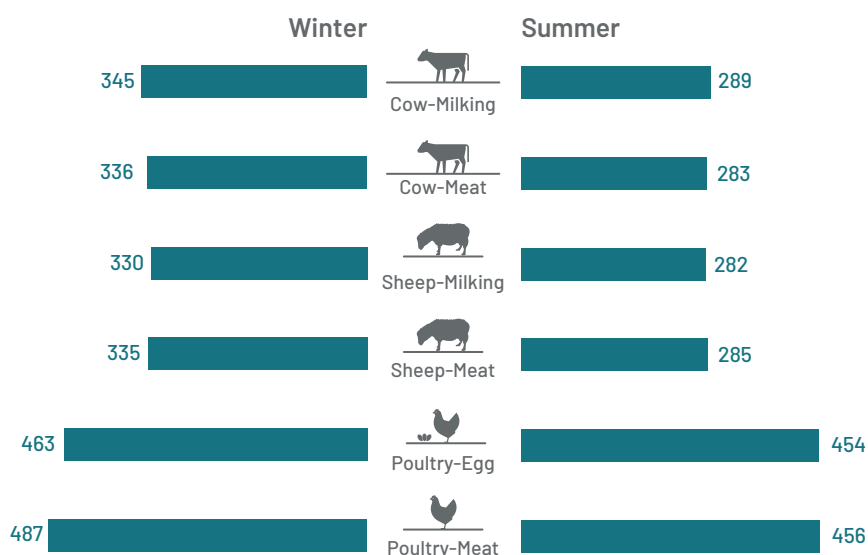 Winter Summer
345 Cow-Milking 289
336 Cow-Meat 283
330 Sheep-Milking 282
335 Sheep-Meat 285
463 Poultry-Egg 454
487 Poultry-Meat 456